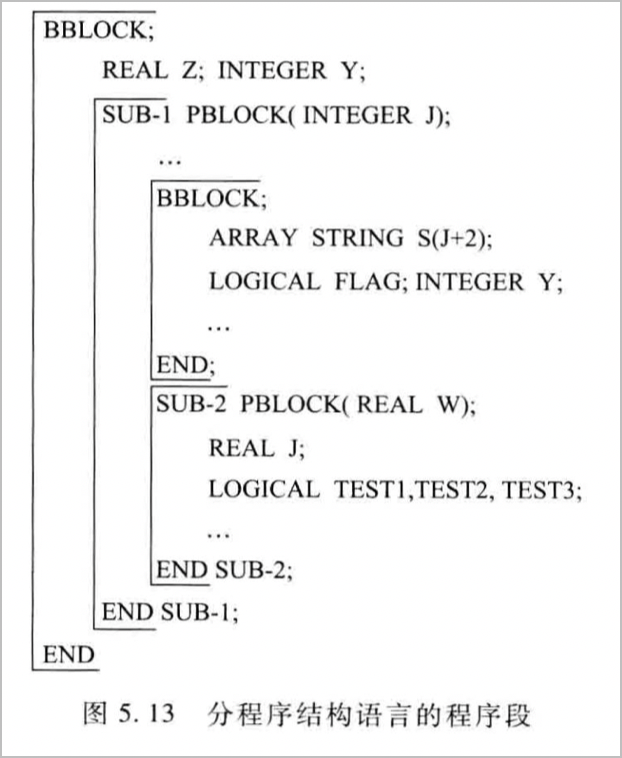 BBLOCK;
REAL Z; INTEGER Y;
SUB-1 PBLOCK( INTEGER J);
…
BBLOCK;
ARRAY STRING S(J+2);
LOGICAL FLAG; INTEGER Y;
…
END;
SUB-2 PBLOCK( REAL W);
REAL J;
LOGICAL TEST1,TEST2, TEST3;
…
END SUB-2;
END SUB-1;
END
图 5. 13 分程序结构语言的程序段